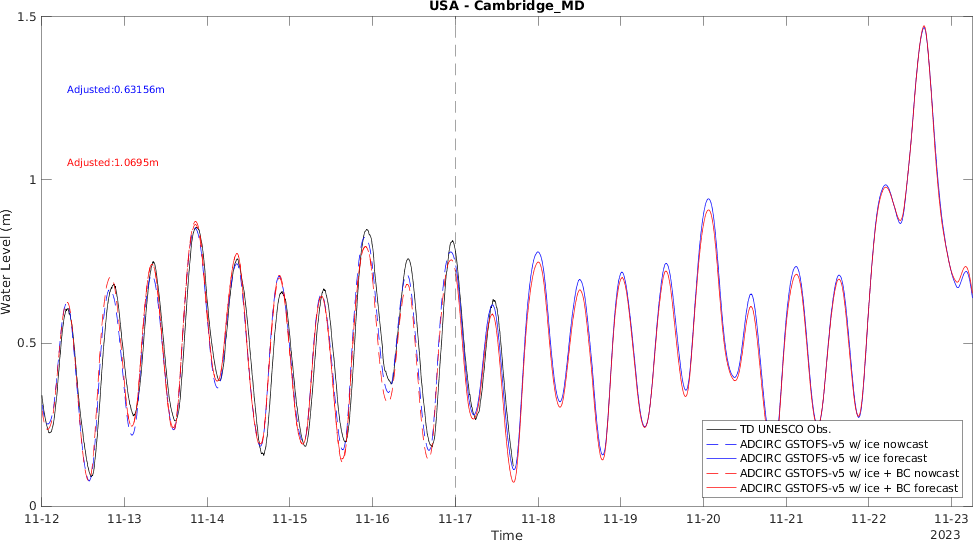 USA - Cambridge_MD
1.5
Adjusted:0.63156m
Adjusted:1.0695m
1
Water Level (m)
0.5
0
TD UNESCO Obs.
ADCIRC GSTOFS-v5 w/ ice nowcast
ADCIRC GSTOFS-v5 w/ ice forecast
ADCIRC GSTOFS-v5 w/ ice + BC nowcast
ADCIRC GSTOFS-v5 w/ ice + BC forecast
11-12 11-13 11-14 11-15 11-16 11-17 11-18 11-19 11-20 11-21 11-22 11-23
Time
2023